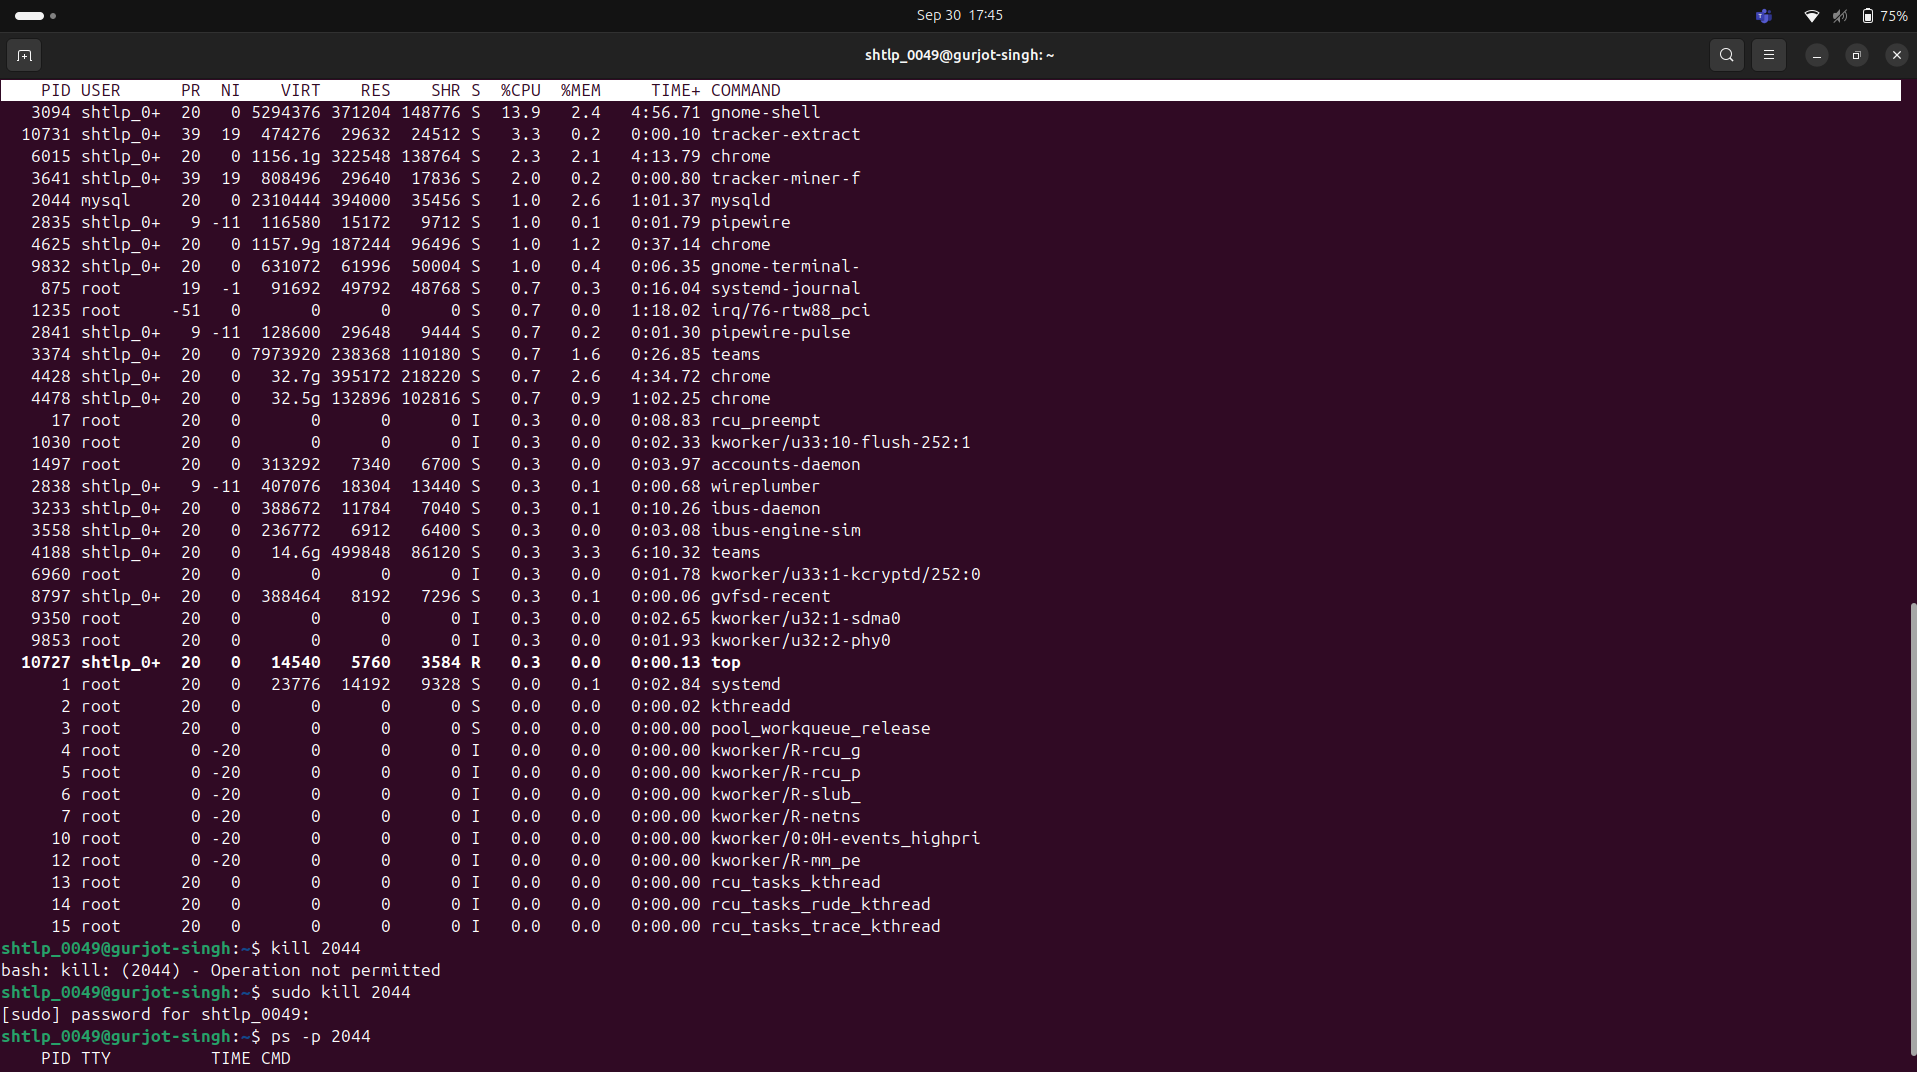 Sep 30 17:45
75%
shtlp_0049@gurjot-singh: ~
PID USER PR NI VIRT RES SHR S %CPU %MEM TIME+ COMMAND
3094 shtlp_0+ 20 0 5294376 371204 148776 S 13.9 2.4 4:56.71 gnome-shell
10731 shtlp_0+ 39 19 474276 29632 24512 S 3.3 0.2 0:00.10 tracker-extract
6015 shtlp_0+ 20 0 1156.1g 322548 138764 S 2.3 2.1 4:13.79 chrome
3641 shtlp_0+ 39 19 808496 29640 17836 S 2.0 0.2 0:00.80 tracker-miner-f
2044 mysql 20 0 2310444 394000 35456 S 1.0 2.6 1:01.37 mysqld
2835 shtlp_0+ 9 -11 116580 15172 9712 S 1.0 0.1 0:01.79 pipewire
4625 shtlp_0+ 20 0 1157.9g 187244 96496 S 1.0 1.2 0:37.14 chrome
9832 shtlp_0+ 20 0 631072 61996 50004 S 1.0 0.4 0:06.35 gnome-terminal-
875 root 19 -1 91692 49792 48768 S 0.7 0.3 0:16.04 systemd-journal
1235 root -51 0 0 0 0 S 0.7 0.0 1:18.02 irq/76-rtw88_pci
2841 shtlp_0+ 9 -11 128600 29648 9444 S 0.7 0.2 0:01.30 pipewire-pulse
3374 shtlp_0+ 20 0 7973920 238368 110180 S 0.7 1.6 0:26.85 teams
4428 shtlp_0+ 20 0 32.7g 395172 218220 S 0.7 2.6 4:34.72 chrome
4478 shtlp_0+ 20 0 32.5g 132896 102816 S 0.7 0.9 1:02.25 chrome
17 root 20 0 0 0 0 I 0.3 0.0 0:08.83 rcu_preempt
1030 root 20 0 0 0 0 I 0.3 0.0 0:02.33 kworker/u33:10-flush-252:1
1497 root 20 0 313292 7340 6700 S 0.3 0.0 0:03.97 accounts-daemon
2838 shtlp_0+ 9 -11 407076 18304 13440 S 0.3 0.1 0:00.68 wireplumber
3233 shtlp_0+ 20 0 388672 11784 7040 S 0.3 0.1 0:10.26 ibus-daemon
3558 shtlp_0+ 20 0 236772 6912 6400 S 0.3 0.0 0:03.08 ibus-engine-sim
4188 shtlp_0+ 20 0 14.6g 499848 86120 S 0.3 3.3 6:10.32 teams
6960 root 20 0 0 0 0 I 0.3 0.0 0:01.78 kworker/u33:1-kcryptd/252:0
8797 shtlp_0+ 20 0 388464 8192 7296 S 0.3 0.1 0:00.06 gvfsd-recent
9350 root 20 0 0 0 0 I 0.3 0.0 0:02.65 kworker/u32:1-sdma0
9853 root 20 0 0 0 0 I 0.3 0.0 0:01.93 kworker/u32:2-phy0
10727 shtlp_0+ 20 0 14540 5760 3584 R 0.3 0.0 0:00.13 top
1 root 20 0 23776 14192 9328 S 0.0 0.1 0:02.84 systemd
2 root 20 0 0 0 0 S 0.0 0.0 0:00.02 kthreadd
3 root 20 0 0 0 0 S 0.0 0.0 0:00.00 pool_workqueue_release
4 root 0 -20 0 0 0 I 0.0 0.0 0:00.00 kworker/R-rcu_g
5 root 0 -20 0 0 0 I 0.0 0.0 0:00.00 kworker/R-rcu_p
6 root 0 -20 0 0 0 I 0.0 0.0 0:00.00 kworker/R-slub_
7 root 0 -20 0 0 0 I 0.0 0.0 0:00.00 kworker/R-netns
10 root 0 -20 0 0 0 I 0.0 0.0 0:00.00 kworker/0:0H-events_highpri
12 root 0 -20 0 0 0 I 0.0 0.0 0:00.00 kworker/R-mm_pe
13 root 20 0 0 0 0 I 0.0 0.0 0:00.00 rcu_tasks_kthread
14 root 20 0 0 0 0 I 0.0 0.0 0:00.00 rcu_tasks_rude_kthread
15 root 20 0 0 0 0 I 0.0 0.0 0:00.00 rcu_tasks_trace_kthread
shtlp_0049@gurjot-singh:~$ kill 2044
bash: kill: (2044) - Operation not permitted
shtlp_0049@gurjot-singh:~$ sudo kill 2044
[sudo] password for shtlp_0049:
shtlp_0049@gurjot-singh:~$ ps -p 2044
PID TTY TIME CMD